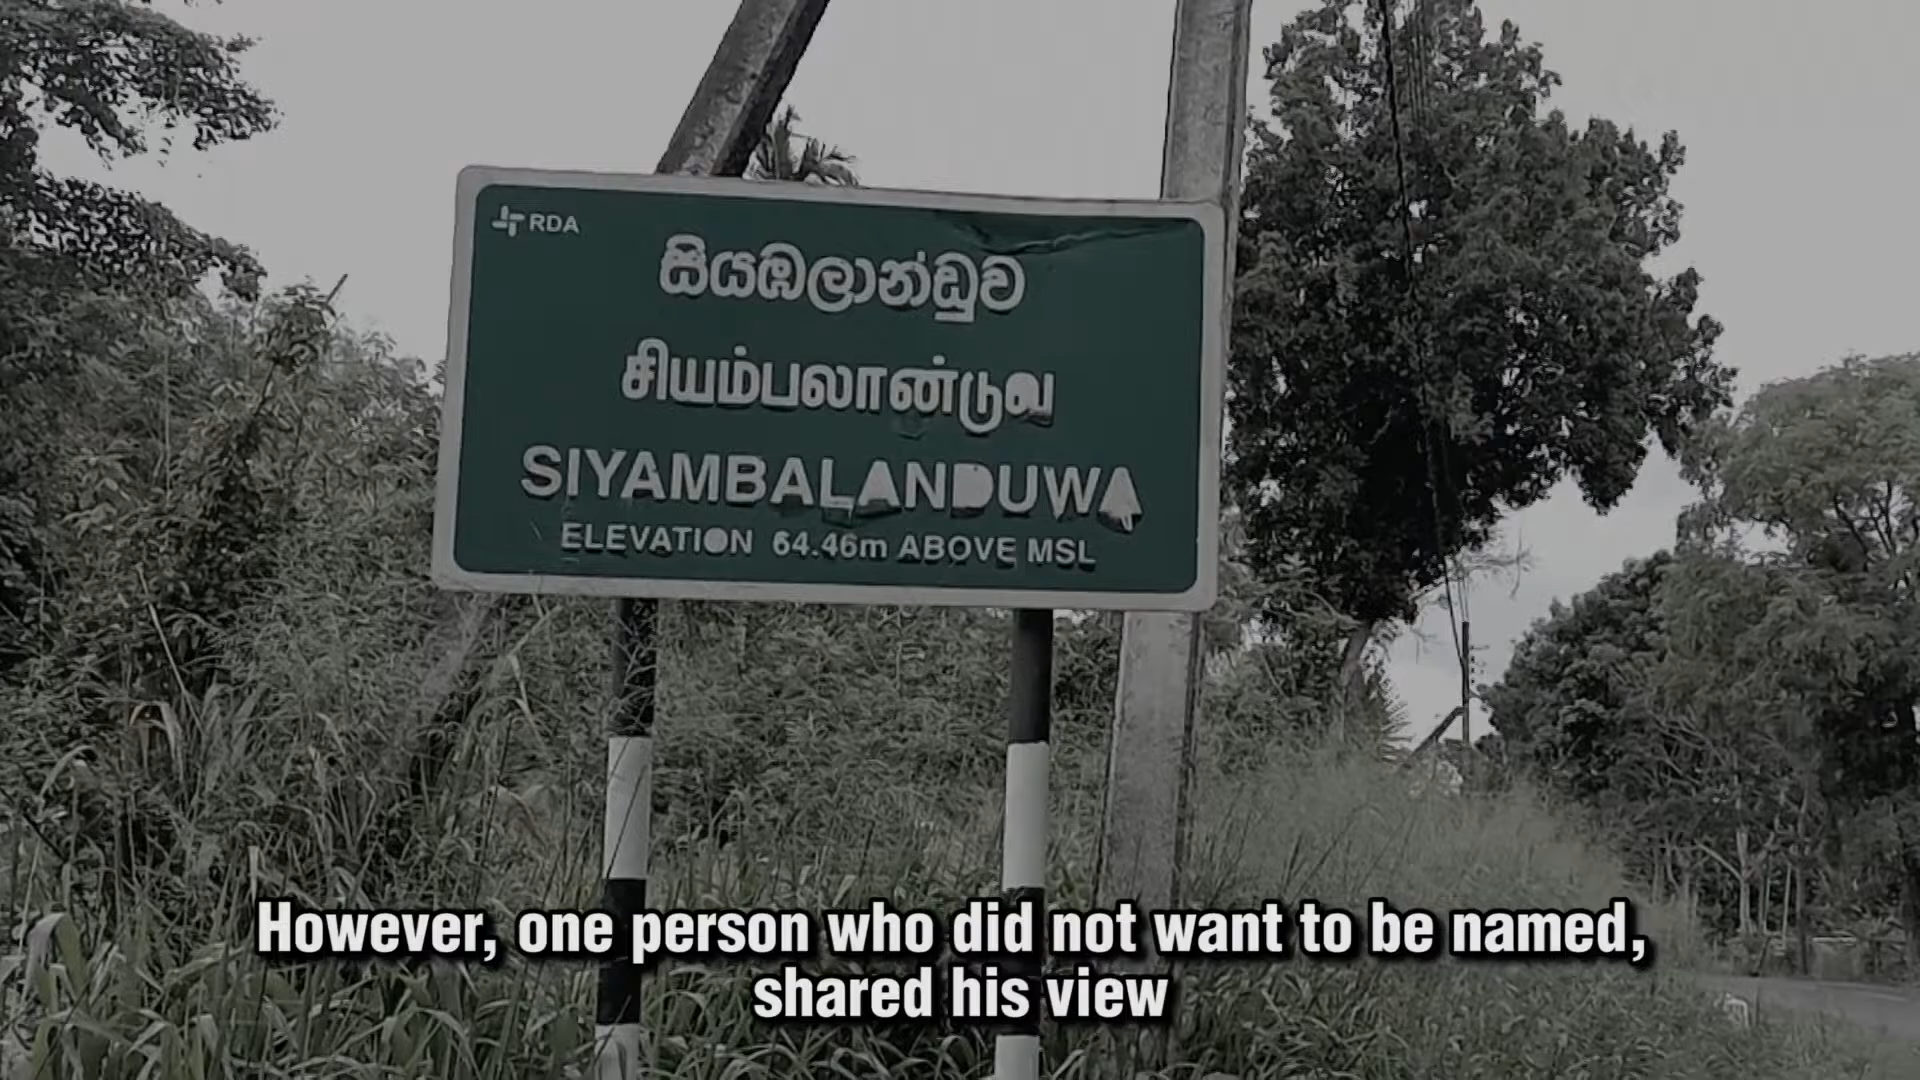 RDA
සියඹලාන්ඩුව
சியம்பலான்டுவ
SIYAMBALANDUWA
ELEVATION 64.46m ABOVE MSL
However, one person who did not want to be named,
shared his view